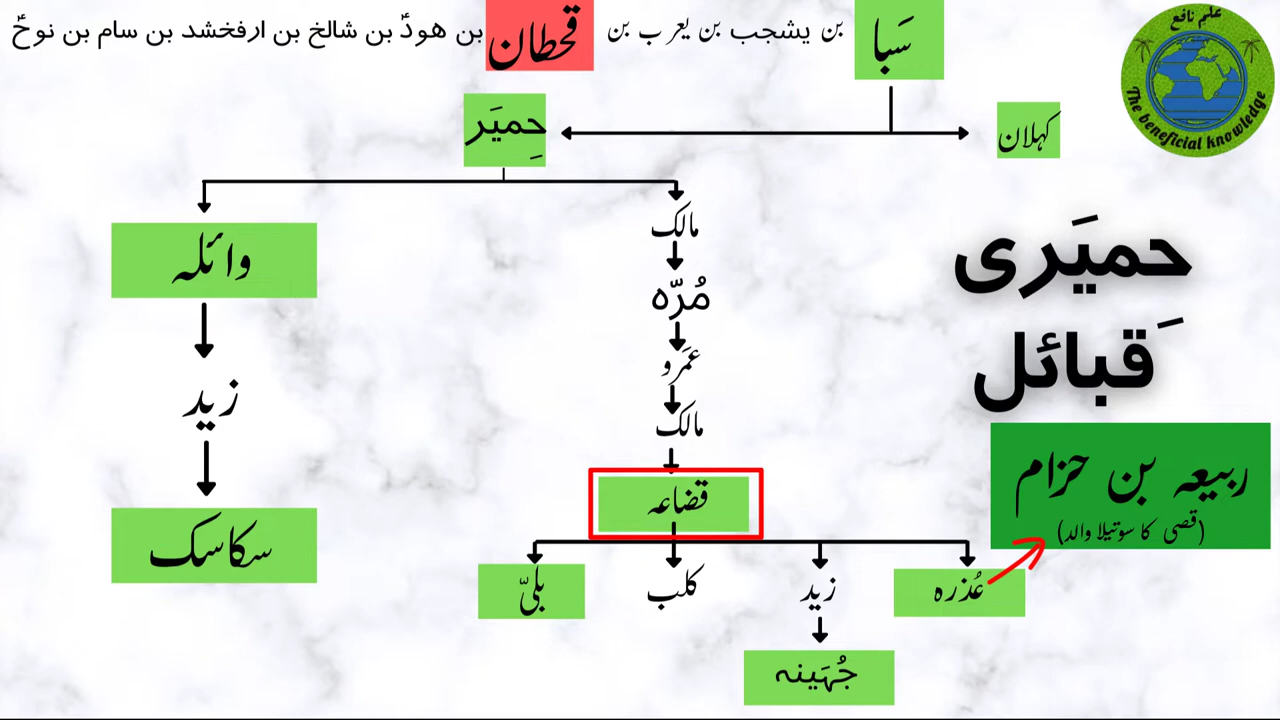 سَبا بن یشجب بن یعرب بن قحطان بن ھودؑ بن شالخ بن ارفخشد بن سام بن نوحؑ
علمِ نافع
The beneficial knowledge
کہلان
حِمیَر
حمیَری
قَبائل
مالک
وائلہ
مُرّہ
عَمرو
زید
مالک
ربیعہ بن حزام
(قصی کا سوتیلا والد)
قضاعہ
سکاسک
عُذرہ
زید
کلب
بلیّ
جُہَینہ